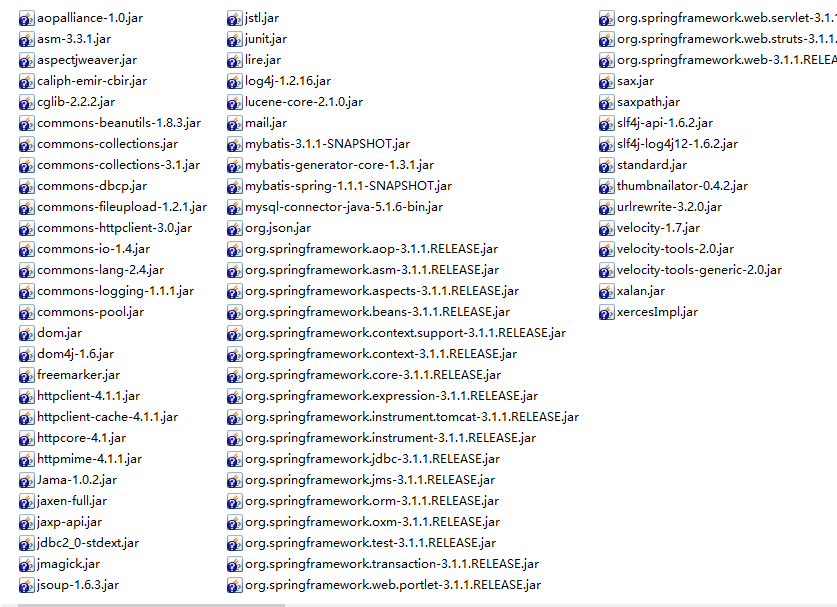 aopalliance-1.0.jar
asm-3.3.1.jar
aspectjweaver.jar
caliph-emir-cbir.jar
cglib-2.2.2.jar
commons-beanutils-1.8.3.jar
commons-collections.jar
commons-collections-3.1.jar
commons-dbcp.jar
commons-fileupload-1.2.1.jar
commons-httpclient-3.0.jar
commons-io-1.4.jar
commons-lang-2.4.jar
commons-logging-1.1.1.jar
commons-pool.jar
dom.jar
dom4j-1.6.jar
freemarker.jar
httpclient-4.1.1.jar
httpclient-cache-4.1.1.jar
httpcore-4.1.jar
httpmime-4.1.1.jar
Jama-1.0.2.jar
jaxen-full.jar
jaxp-api.jar
jdbc2_0-stdext.jar
jmagick.jar
jsoup-1.6.3.jar
jstl.jar
junit.jar
lire.jar
log4j-1.2.16.jar
lucene-core-2.1.0.jar
mail.jar
mybatis-3.1.1-SNAPSHOT.jar
mybatis-generator-core-1.3.1.jar
mybatis-spring-1.1.1-SNAPSHOT.jar
mysql-connector-java-5.1.6-bin.jar
org.json.jar
org.springframework.aop-3.1.1.RELEASE.jar
org.springframework.asm-3.1.1.RELEASE.jar
org.springframework.aspects-3.1.1.RELEASE.jar
org.springframework.beans-3.1.1.RELEASE.jar
org.springframework.context.support-3.1.1.RELEASE.jar
org.springframework.context-3.1.1.RELEASE.jar
org.springframework.core-3.1.1.RELEASE.jar
org.springframework.expression-3.1.1.RELEASE.jar
org.springframework.instrument.tomcat-3.1.1.RELEASE.jar
org.springframework.instrument-3.1.1.RELEASE.jar
org.springframework.jdbc-3.1.1.RELEASE.jar
org.springframework.jms-3.1.1.RELEASE.jar
org.springframework.orm-3.1.1.RELEASE.jar
org.springframework.oxm-3.1.1.RELEASE.jar
org.springframework.test-3.1.1.RELEASE.jar
org.springframework.transaction-3.1.1.RELEASE.jar
org.springframework.web.portlet-3.1.1.RELEASE.jar
org.springframework.web.servlet-3.1.1
org.springframework.web.struts-3.1.1.
org.springframework.web-3.1.1.RELEA
sax.jar
saxpath.jar
slf4j-api-1.6.2.jar
slf4j-log4j12-1.6.2.jar
standard.jar
thumbnailator-0.4.2.jar
urlrewrite-3.2.0.jar
velocity-1.7.jar
velocity-tools-2.0.jar
velocity-tools-generic-2.0.jar
xalan.jar
xercesImpl.jar